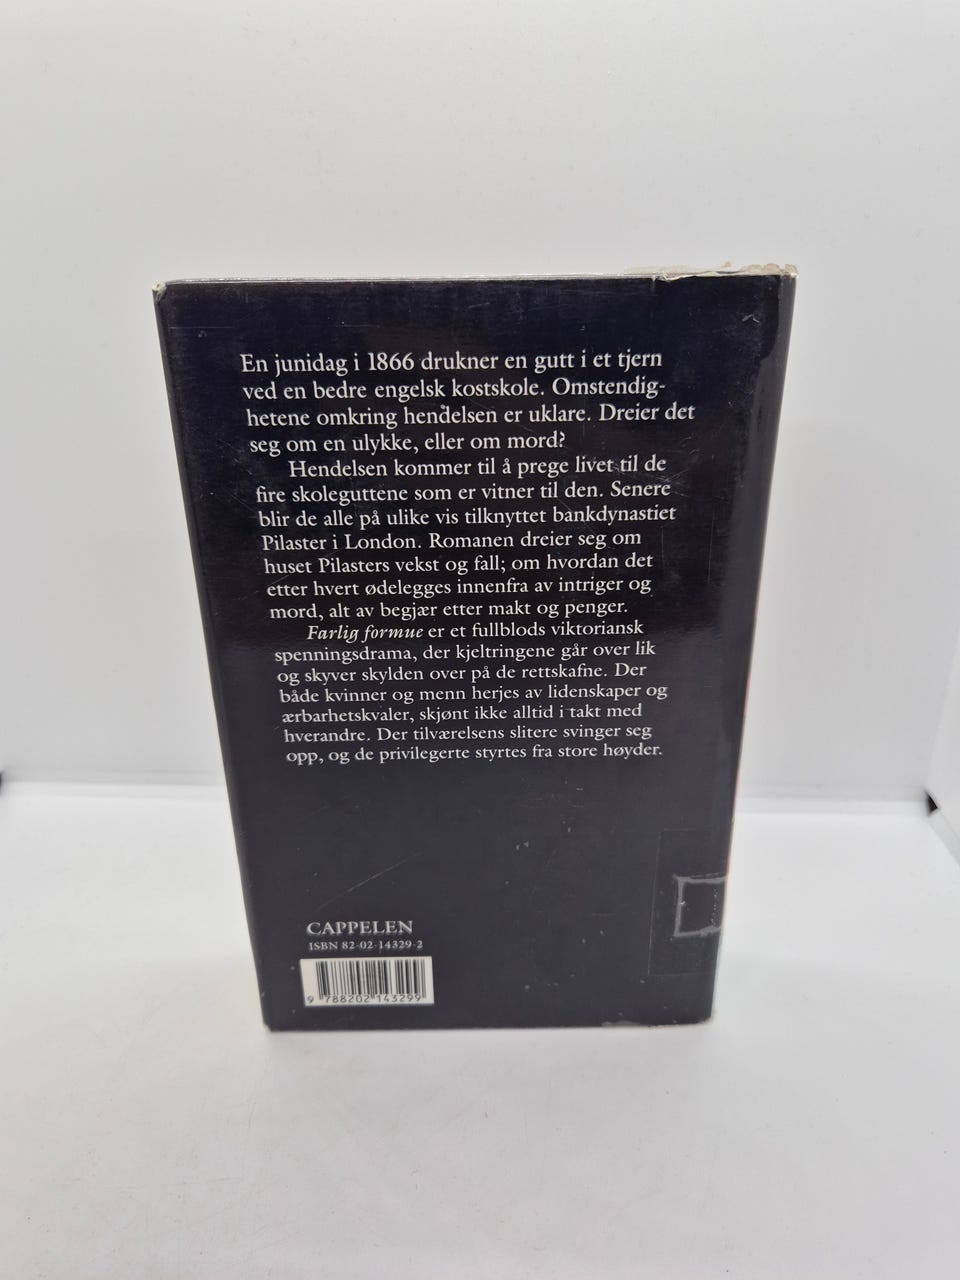 En junidag i 1866 drukner en gutt i et tjern
ved en bedre engelsk kostskole. Omstendig-
hetene omkring hendelsen er uklare. Dreier det
seg om en ulykke, eller om mord?
Hendelsen kommer til å prege livet til de
fire skoleguttene som er vitner til den. Senere
blir de alle på ulike vis tilknyttet bankdynastiet
Pilaster i London. Romanen dreier seg om
huset Pilasters vekst og fall; om hvordan det
etter hvert ødelegges innenfra av intriger og
mord, alt av begjær etter makt og penger.
Farlig formue er et fullblods viktoriansk
spenningsdrama, der kjeltringene går over lik
og skyver skylden over på de rettskafne. Der
både kvinner og menn herjes av lidenskaper og
ærbarhetskvaler, skjønt ikke alltid i takt med
hverandre. Der tilværelsens slitere svinger seg
opp, og de privilegerte styrtes fra store høyder.
CAPPELEN
ISBN 82-02-14329-2
9 788202 143299